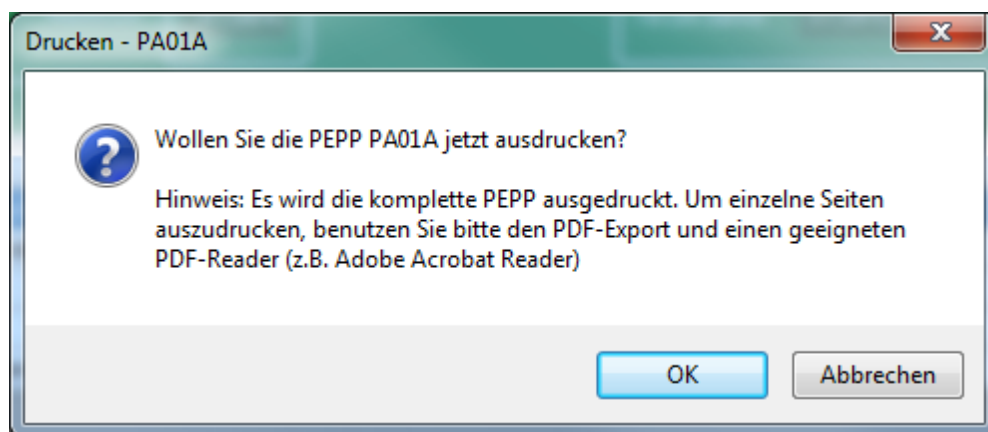 Drucken - PA01A
Wollen Sie die PEPP PA01A jetzt ausdrucken?
Hinweis: Es wird die komplette PEPP ausgedruckt. Um einzelne Seiten
auszudrucken, benutzen Sie bitte den PDF-Export und einen geeigneten
PDF-Reader (z.B. Adobe Acrobat Reader)
OK
Abbrechen